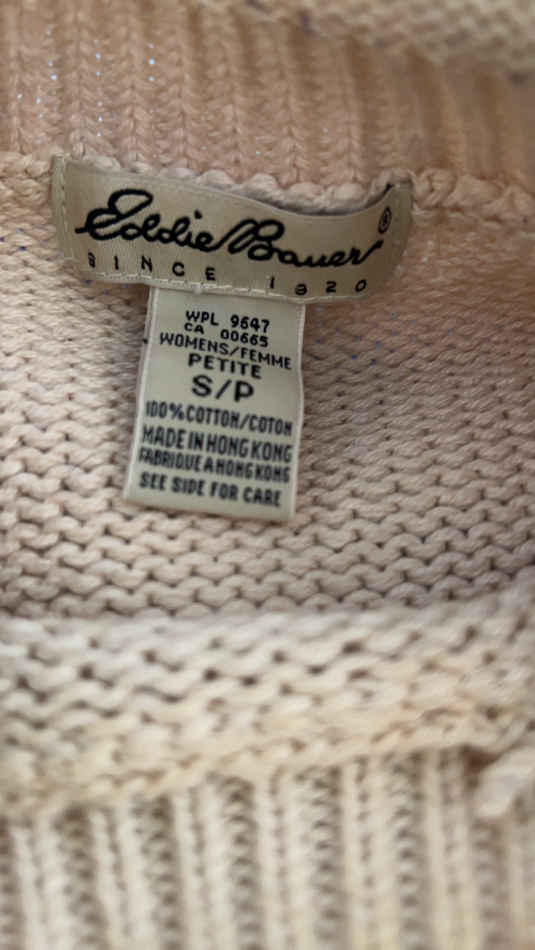 Eddie Bauer®
SINCE 1920
WPL 9647
CA 00665
WOMENS/FEMME
PETITE
S/P
100% COTTON/COTON
MADE IN HONG KONG
FABRIQUE A HONG KONG
SEE SIDE FOR CARE